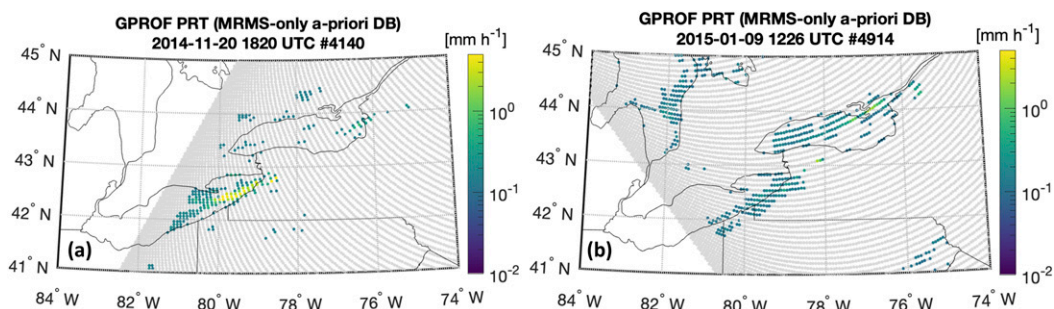 GPROF PRT (MRMS-only a-priori DB)
2014-11-20 1820 UTC #4140
[mm h⁻¹]
45° N
44° N
43° N
42° N
41° N
(a)
84° W
82° W
80° W
78° W
76° W
74° W
10⁰
10⁻¹
10⁻²
GPROF PRT (MRMS-only a-priori DB)
2015-01-09 1226 UTC #4914
[mm h⁻¹]
45° N
44° N
43° N
42° N
41° N
(b)
84° W
82° W
80° W
78° W
76° W
74° W
10⁰
10⁻¹
10⁻²